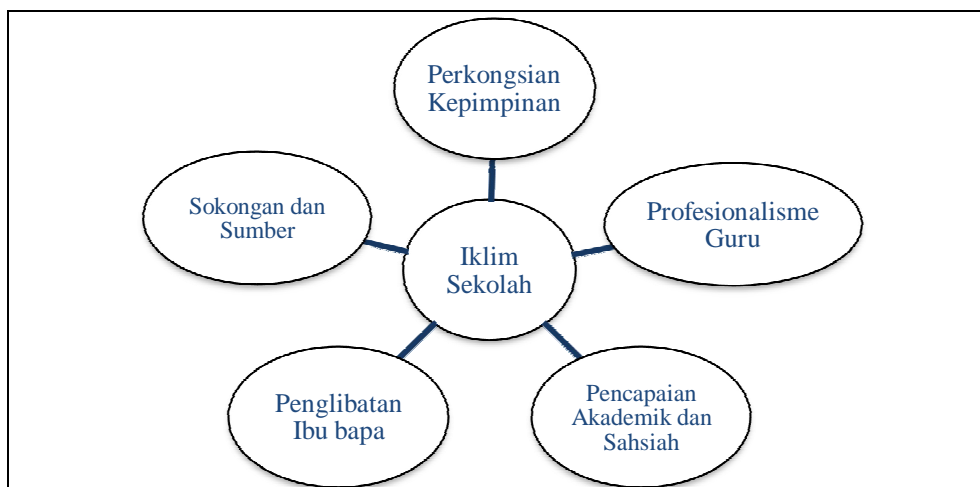 Perkongsian
Kepimpinan
Sokongan dan
Sumber
Profesionalisme
Guru
Iklim
Sekolah
Penglibatan
Ibu bapa
Pencapaian
Akademik dan
Sahsiah